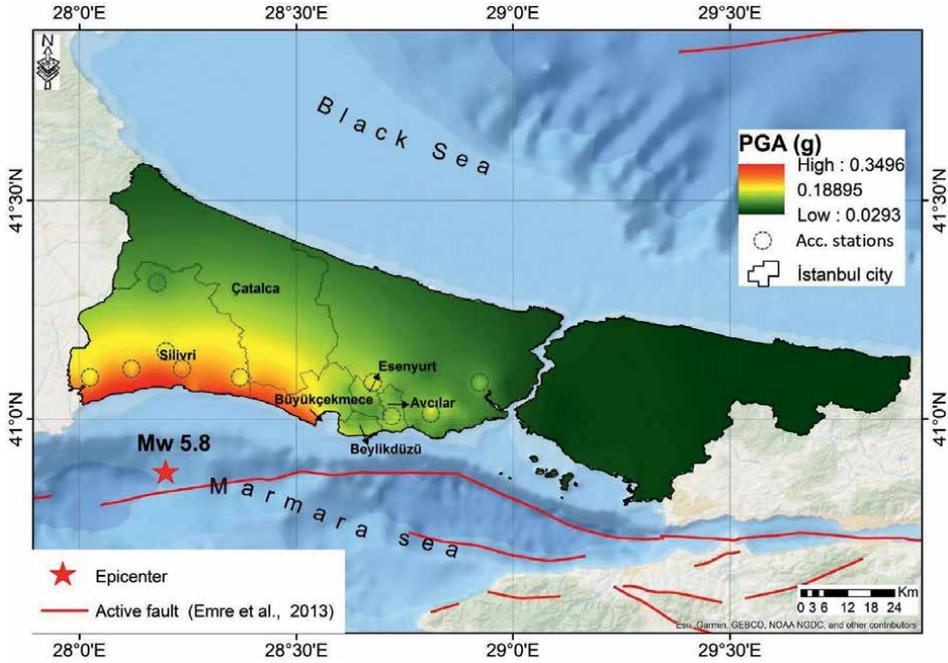 28°0'E 28°30'E 29°0'E 29°30'E
N
Black Sea
PGA (g)
High : 0.3496
0.18895
Low : 0.0293
Acc. stations
İstanbul city
41°30'N
41°30'N
Çatalca
Silivri
Esenyurt
Büyükçekmece
Avcılar
Beylikdüzü
41°0'N
41°0'N
Mw 5.8
Marmara sea
Epicenter
Active fault (Emre et al., 2013)
Km
0 3 6 12 18 24
Esri, Garmin, GEBCO, NOAA NGDC, and other contributors
28°0'E 28°30'E 29°0'E 29°30'E